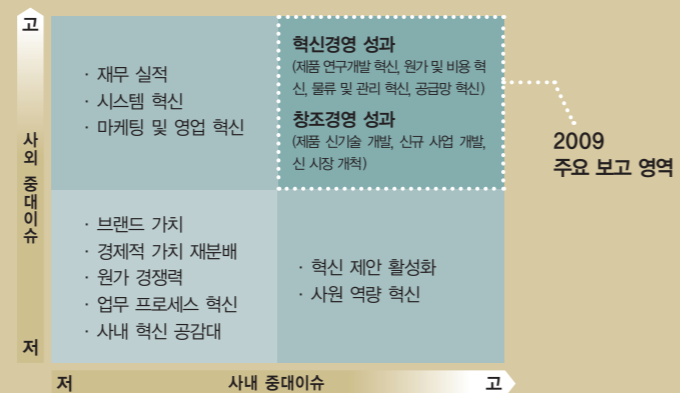 고
사외 중대이슈
저
· 재무 실적
· 시스템 혁신
· 마케팅 및 영업 혁신
혁신경영 성과
(제품 연구개발 혁신, 원가 및 비용 혁
신, 물류 및 관리 혁신, 공급망 혁신)
창조경영 성과
(제품 신기술 개발, 신규 사업 개발,
신 시장 개척)
2009
주요 보고 영역
· 브랜드 가치
· 경제적 가치 재분배
· 원가 경쟁력
· 업무 프로세스 혁신
· 사내 혁신 공감대
· 혁신 제안 활성화
· 사원 역량 혁신
저
사내 중대이슈
고